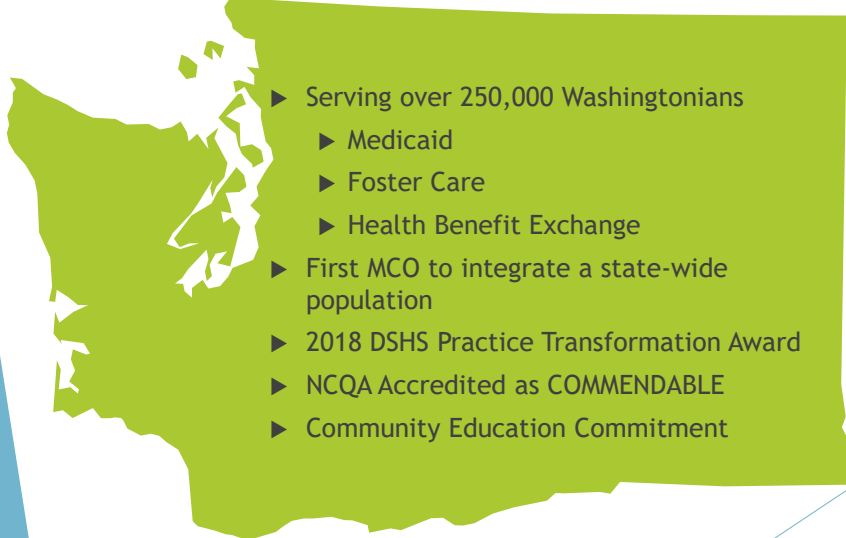 Serving over 250,000 Washingtonians
Medicaid
Foster Care
Health Benefit Exchange
First MCO to integrate a state-wide
population
2018 DSHS Practice Transformation Award
NCQA Accredited as COMMENDABLE
Community Education Commitment